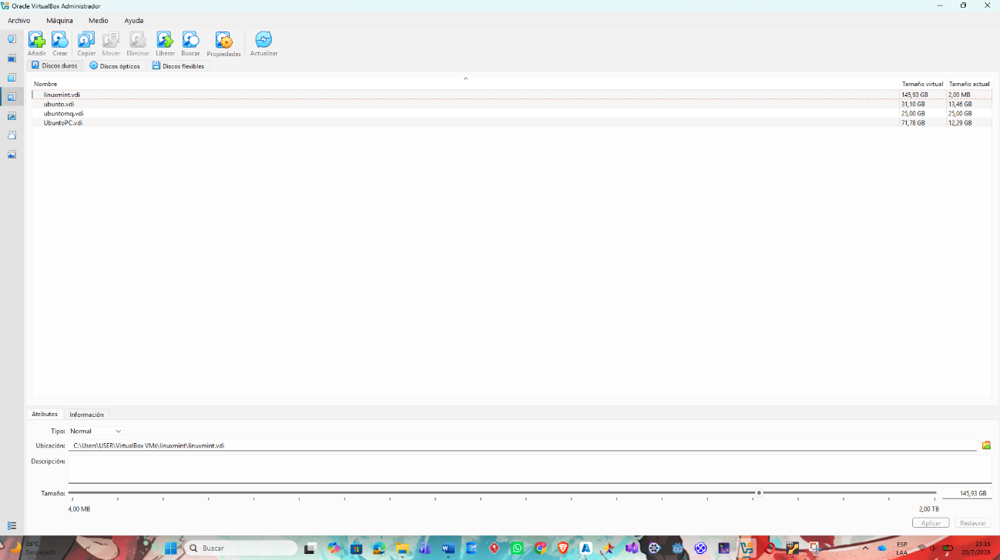 Oracle VirtualBox Administrador
Archivo Máquina Medio Ayuda
Añadir Crear Copiar Mover Eliminar Liberar Buscar Propiedades Actualizar
Discos duros Discos ópticos Discos flexibles
Nombre Tamaño virtual Tamaño actual
linuxmint.vdi 145,93 GB 2,00 MB
ubunto.vdi 31,10 GB 13,46 GB
ubuntomq.vdi 25,00 GB 25,00 GB
UbuntoPC.vdi 71,78 GB 12,29 GB
Atributos Información
Tipo: Normal
Ubicación: C:\Users\USER\VirtualBox VMs\linuxmint\linuxmint.vdi
Descripción:
Tamaño: 145,93 GB
4,00 MB 2,00 TB
Aplicar Restaurar
26°C
Despejado
Buscar
ESP
LAA
23:16
20/7/2026